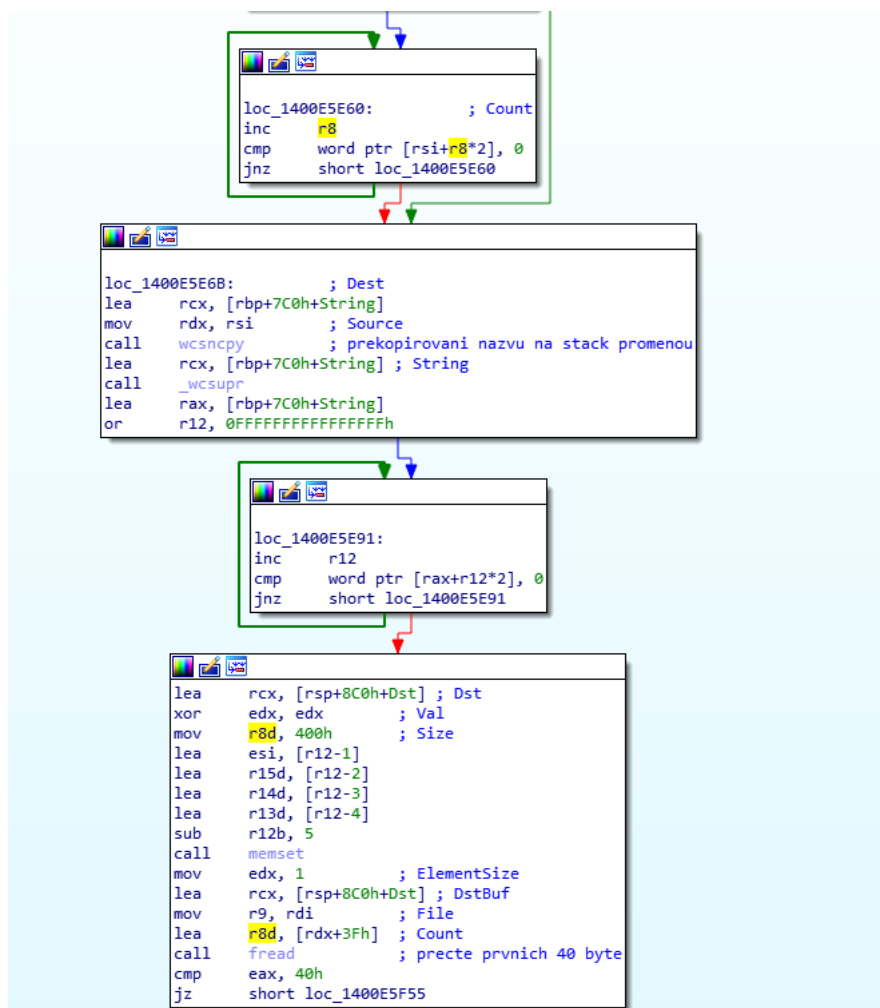 loc_1400E5E60: ; Count
inc r8
cmp word ptr [rsi+r8*2], 0
jnz short loc_1400E5E60
loc_1400E5E6B: ; Dest
lea rcx, [rbp+7C0h+String]
mov rdx, rsi ; Source
call wcsncpy ; prekopirovani nazvu na stack promenou
lea rcx, [rbp+7C0h+String] ; String
call _wcsupr
lea rax, [rbp+7C0h+String]
or r12, 0FFFFFFFFFFFFFFFFh
loc_1400E5E91:
inc r12
cmp word ptr [rax+r12*2], 0
jnz short loc_1400E5E91
lea rcx, [rsp+8C0h+Dst] ; Dst
xor edx, edx ; Val
mov r8d, 400h ; Size
lea esi, [r12-1]
lea r15d, [r12-2]
lea r14d, [r12-3]
lea r13d, [r12-4]
sub r12b, 5
call memset
mov edx, 1 ; ElementSize
lea rcx, [rsp+8C0h+Dst] ; DstBuf
mov r9, rdi ; File
lea r8d, [rdx+3Fh] ; Count
call fread ; precte prvnich 40 byte
cmp eax, 40h
jz short loc_1400E5F55